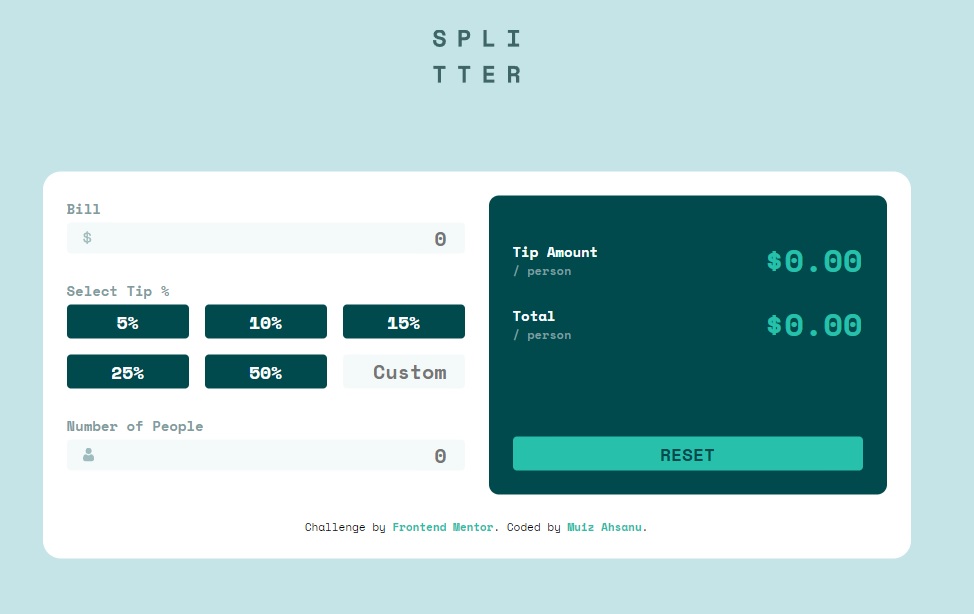 SPLI
TTER
Bill
$ 0
Select Tip %
5% 10% 15%
25% 50% Custom
Number of People
0
Tip Amount
/ person
$0.00
Total
/ person
$0.00
RESET
Challenge by Frontend Mentor. Coded by Muiz Ahsanu.